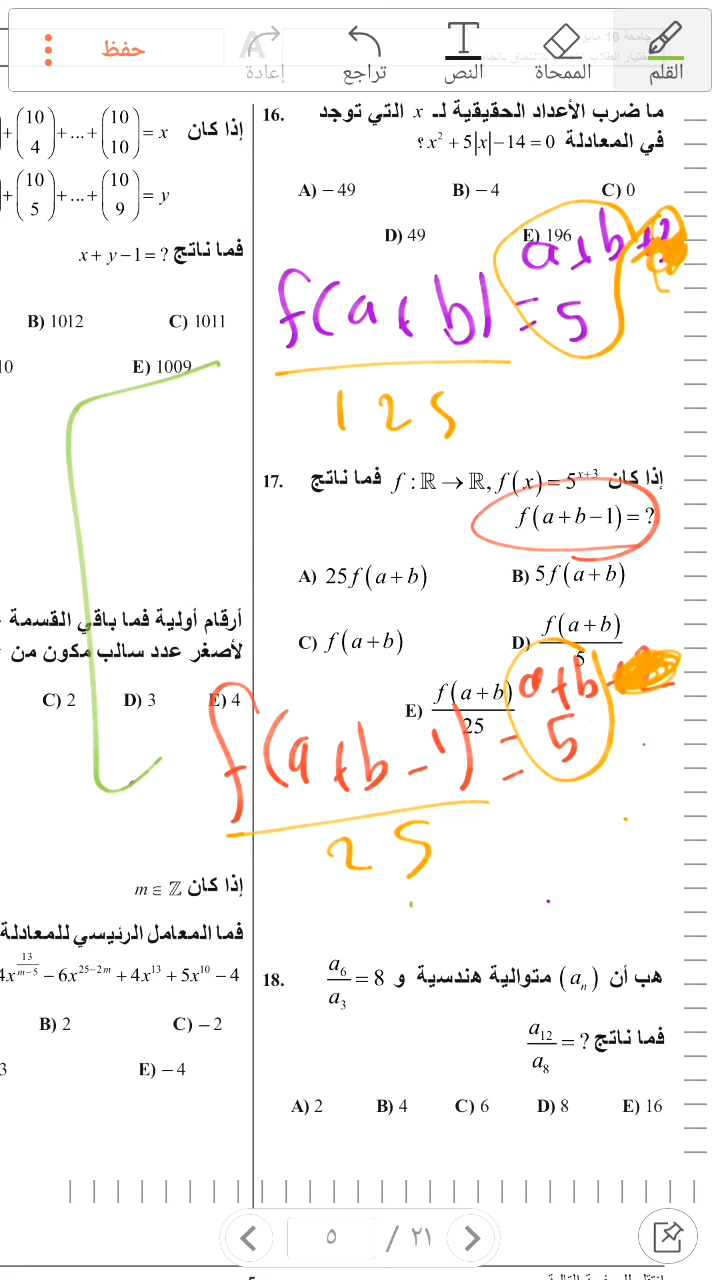 حفظ
إعادة
تراجع
النص
الممحاة
القلم
16. ما ضرب الأعداد الحقيقية لـ x التي توجد
في المعادلة x² + 5|x| − 14 = 0 ؟
A) − 49 B) − 4 C) 0
D) 49 E) 196
f(a+b) = 5^(a+b
125
17. إذا كان f : ℝ → ℝ, f(x) = 5^(x+3) فما ناتج
f(a+b−1) = ?
A) 25f(a+b) B) 5f(a+b)
C) f(a+b) D) f(a+b)/5
E) f(a+b)/25
f(a+b−1) = 5^(a+b
25
18. هب أن (aₙ) متوالية هندسية و a₆/a₃ = 8
فما ناتج a₁₂/a₈ = ?
A) 2 B) 4 C) 6 D) 8 E) 16
إذا كان + (10 4) + ... + (10 10) = x
+ (10 5) + ... + (10 9) = y
فما ناتج x + y − 1 = ?
B) 1012 C) 1011
E) 1009
أرقام أولية فما باقي القسمة
لأصغر عدد سالب مكون من
C) 2 D) 3 E) 4
إذا كان m ∈ ℤ
فما المعامل الرئيسي للمعادلة
4x^(13/(m−5)) − 6x^(25−2m) + 4x^13 + 5x^10 − 4
B) 2 C) − 2
E) − 4
٥ / ٢١